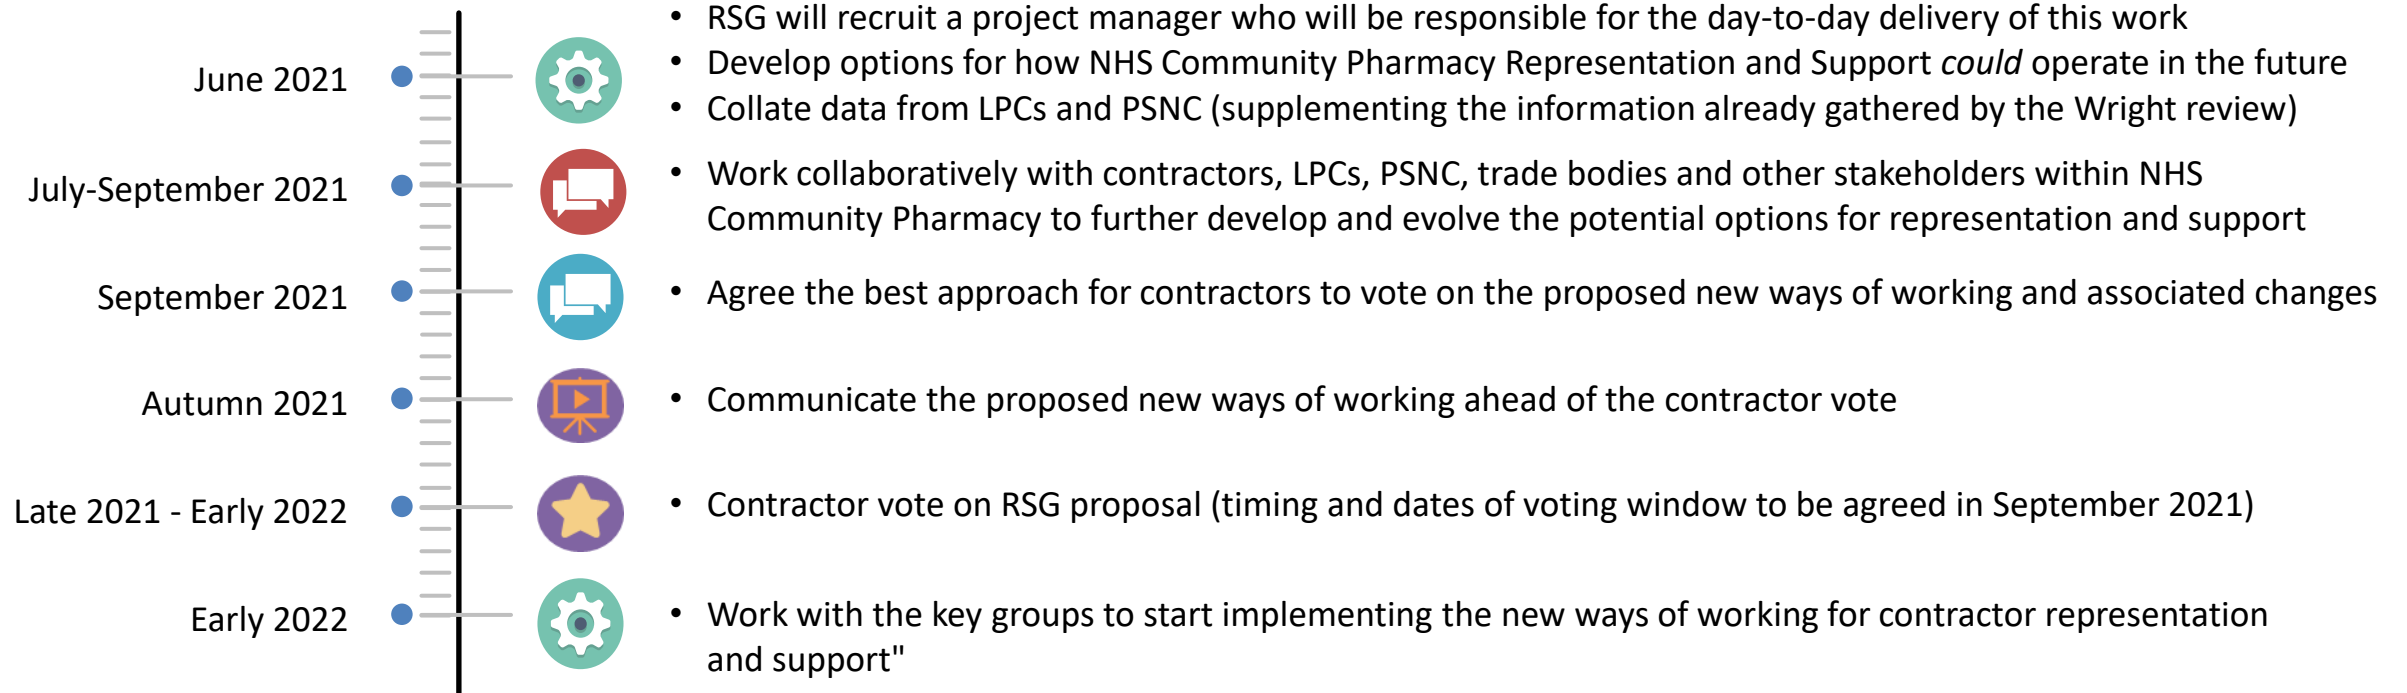 June 2021
• RSG will recruit a project manager who will be responsible for the day-to-day delivery of this work
• Develop options for how NHS Community Pharmacy Representation and Support could operate in the future
• Collate data from LPCs and PSNC (supplementing the information already gathered by the Wright review)
July-September 2021
• Work collaboratively with contractors, LPCs, PSNC, trade bodies and other stakeholders within NHS
Community Pharmacy to further develop and evolve the potential options for representation and support
September 2021
• Agree the best approach for contractors to vote on the proposed new ways of working and associated changes
Autumn 2021
• Communicate the proposed new ways of working ahead of the contractor vote
Late 2021 - Early 2022
• Contractor vote on RSG proposal (timing and dates of voting window to be agreed in September 2021)
Early 2022
• Work with the key groups to start implementing the new ways of working for contractor representation
and support"